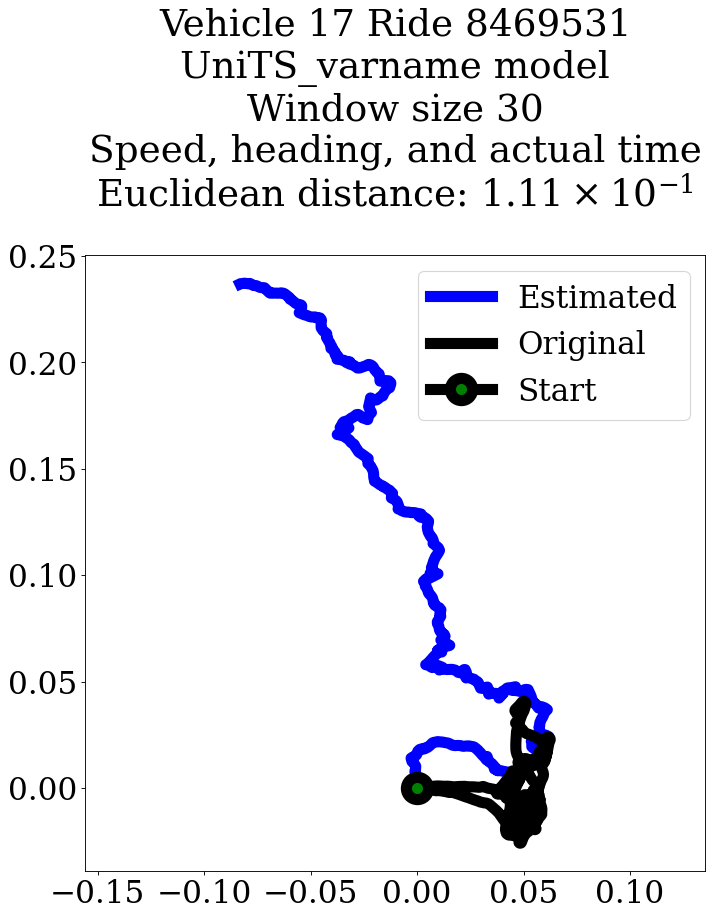 Vehicle 17 Ride 8469531
UniTS_varname model
Window size 30
Speed, heading, and actual time
Euclidean distance: 1.11 × 10⁻¹
0.25
0.20
0.15
0.10
0.05
0.00
Estimated
Original
Start
−0.15 −0.10 −0.05 0.00 0.05 0.10